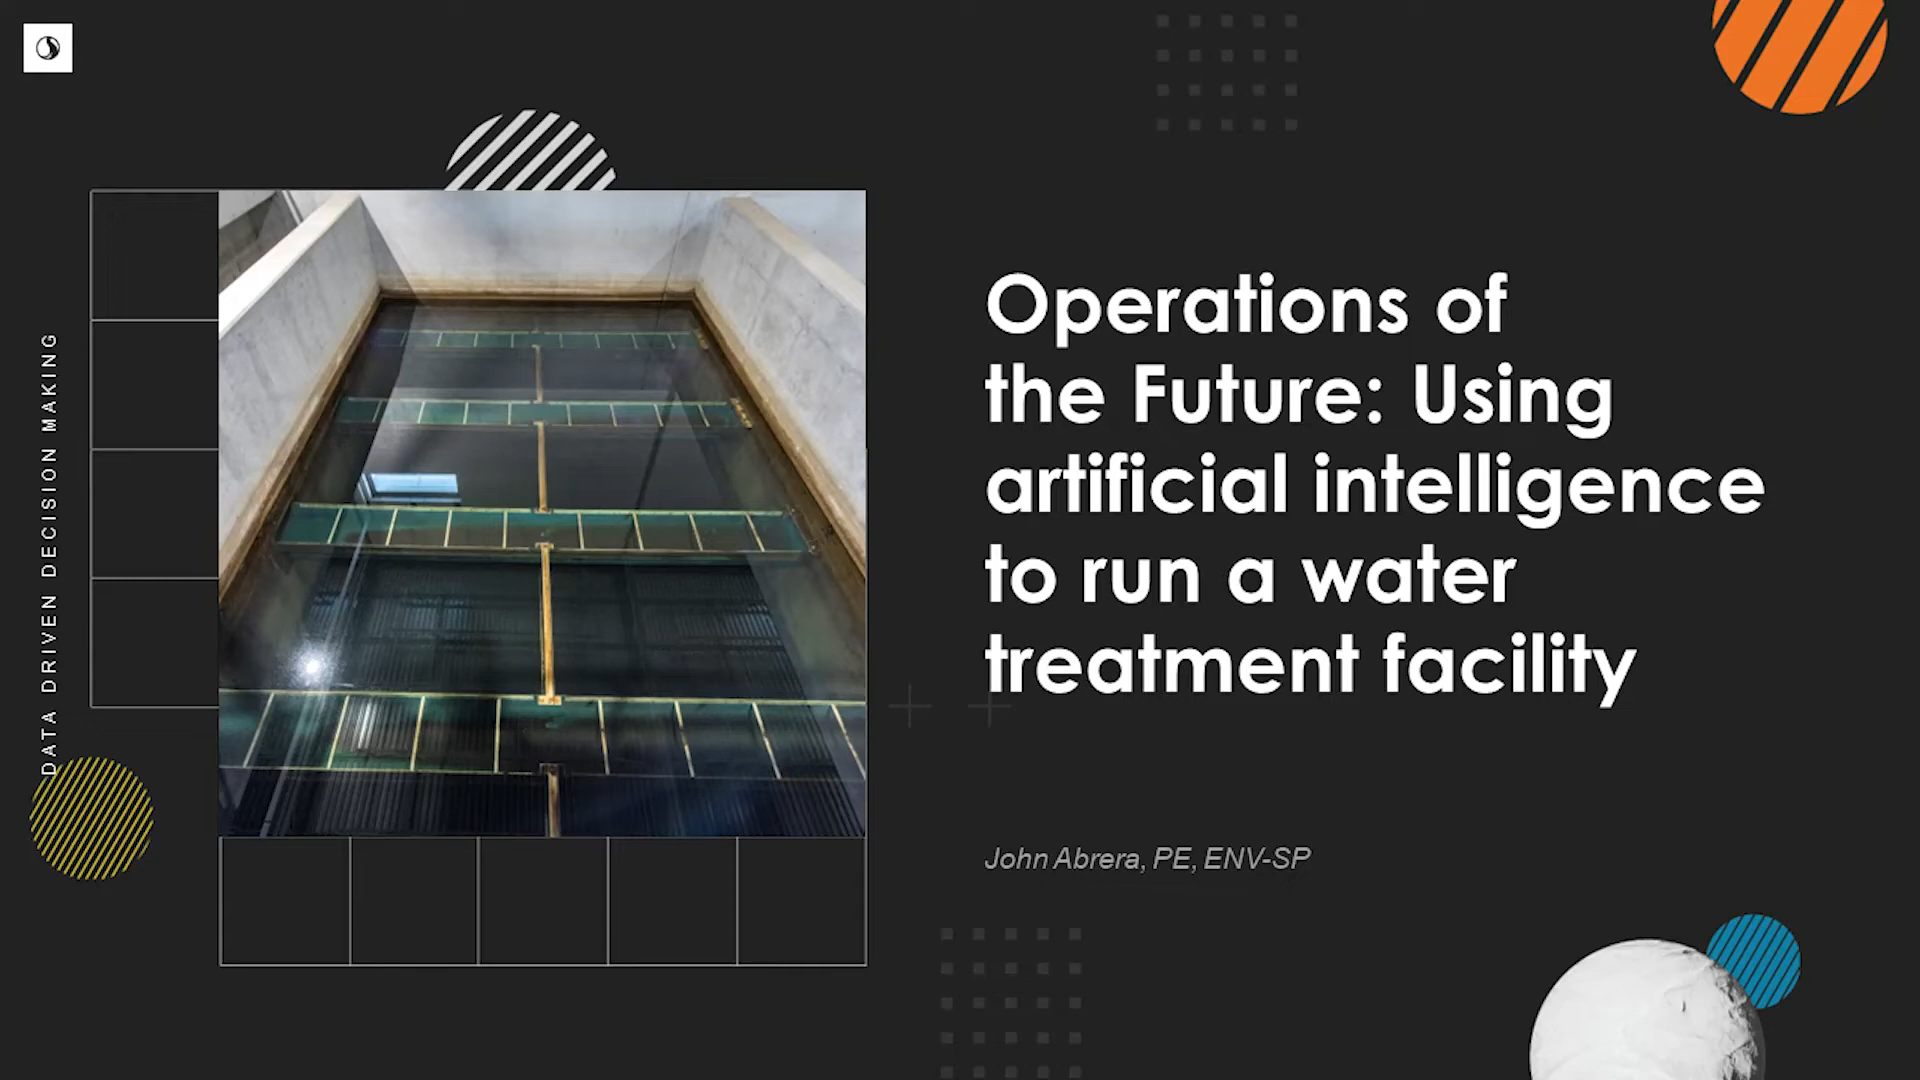 DATA DRIVEN DECISION MAKING
Operations of
the Future: Using
artificial intelligence
to run a water
treatment facility
John Abrera, PE, ENV-SP